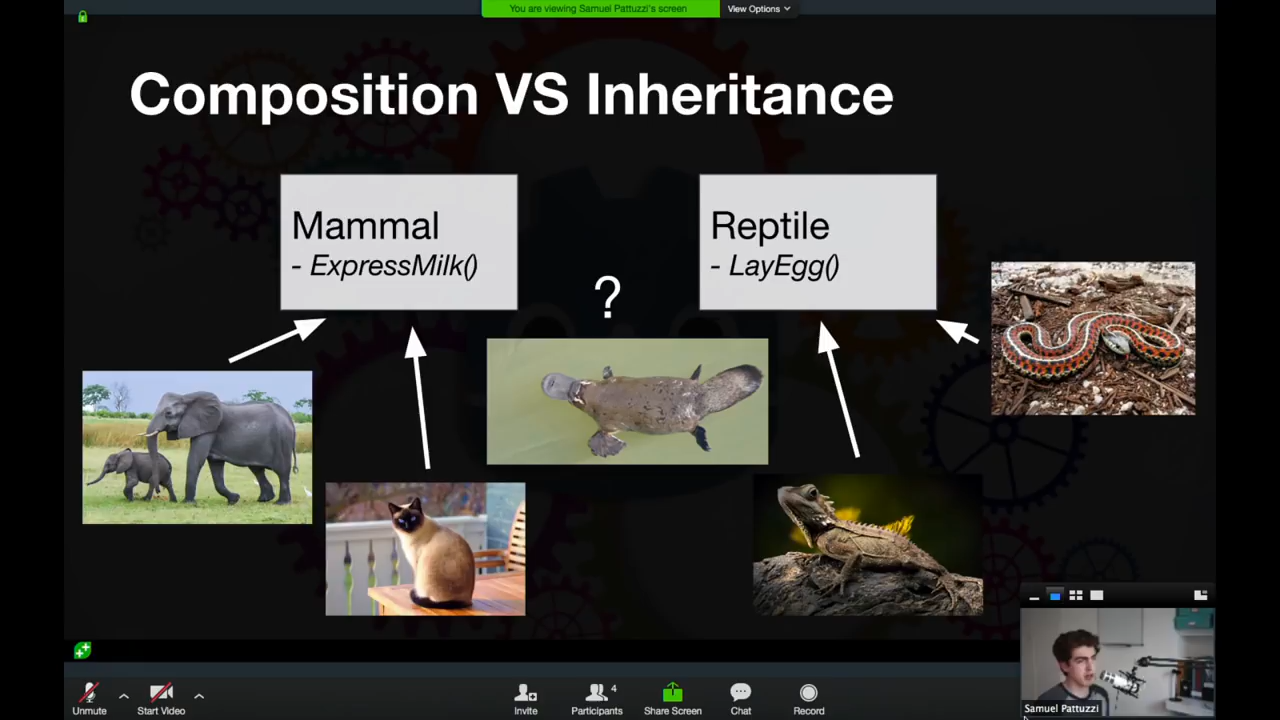 You are viewing Samuel Pattuzzi's screen
View Options
Composition VS Inheritance
Mammal
- ExpressMilk()
Reptile
- LayEgg()
?
Unmute
Start Video
Invite
4
Participants
Share Screen
Chat
Record
Samuel Pattuzzi